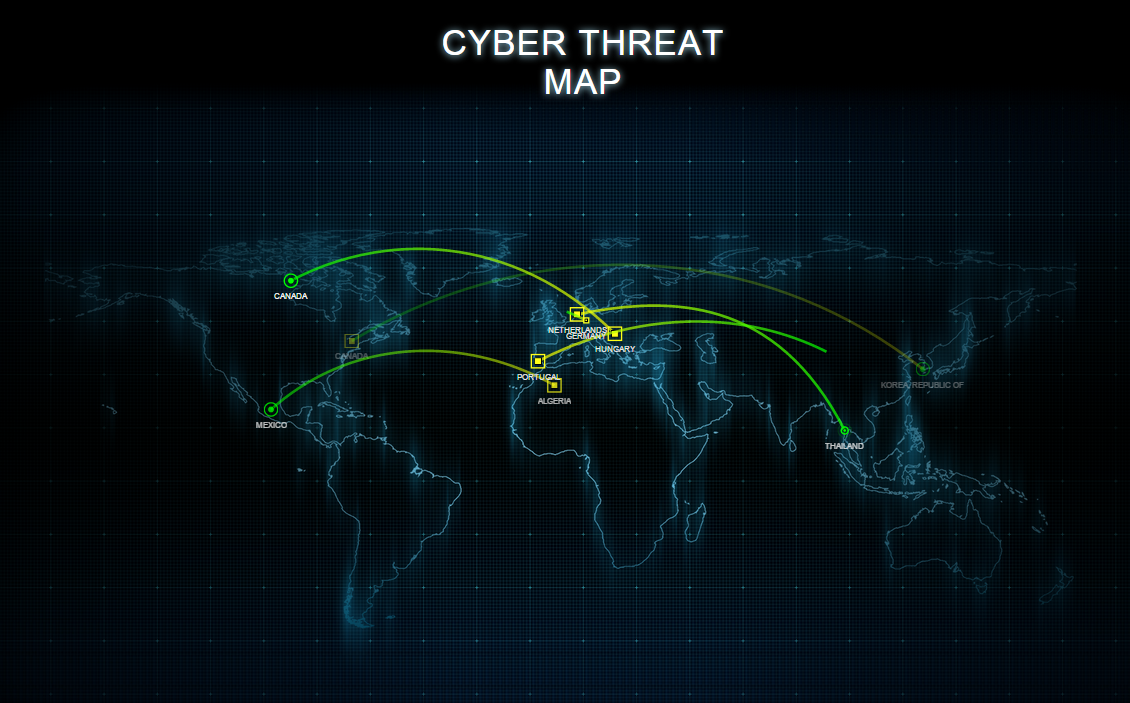 CYBER THREAT
MAP
CANADA
NETHERLANDS
GERMANY
HUNGARY
CANADA
PORTUGAL
KOREA, REPUBLIC OF
ALGERIA
MEXICO
THAILAND